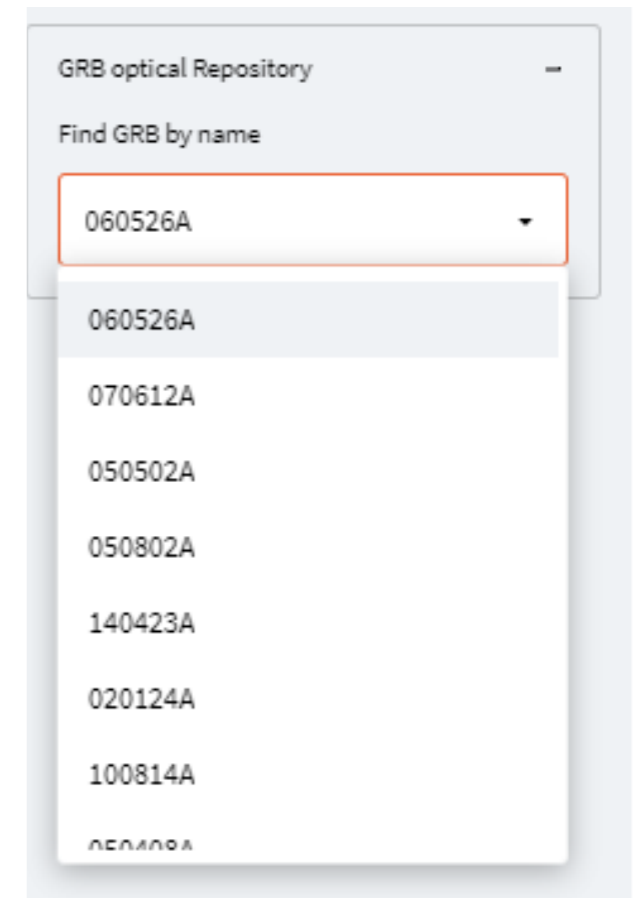 GRB optical Repository
Find GRB by name
060526A
060526A
070612A
050502A
050802A
140423A
020124A
100814A